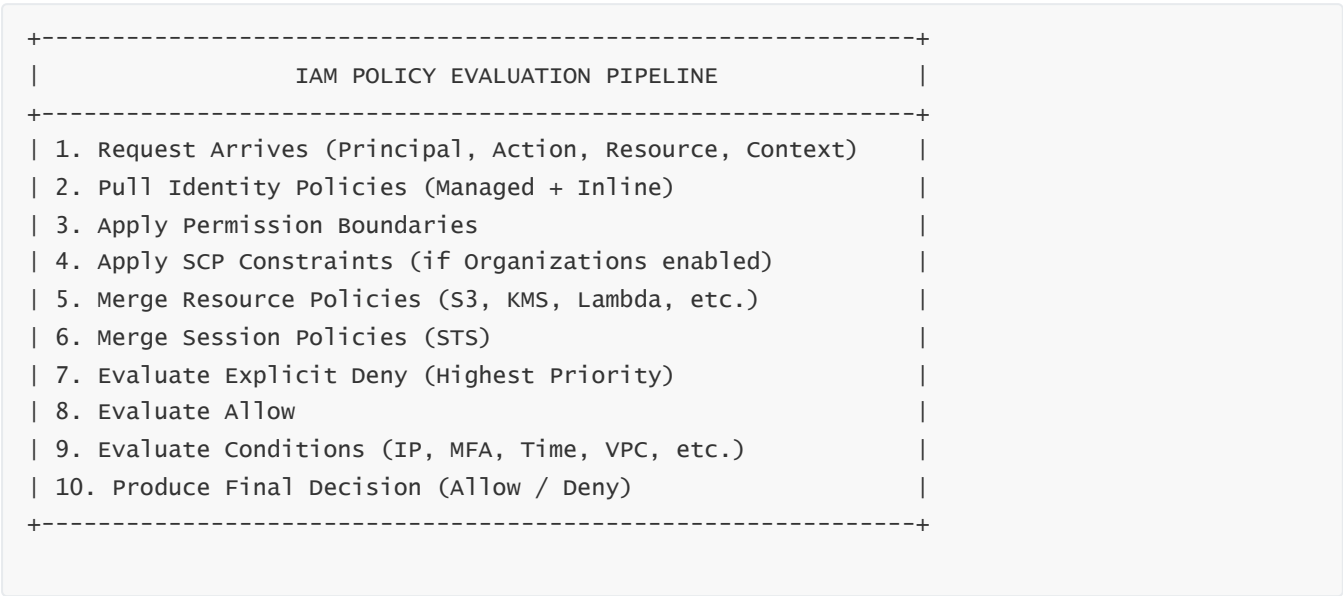 +--------------------------------------------------------------+
|                   IAM POLICY EVALUATION PIPELINE              |
+--------------------------------------------------------------+
| 1. Request Arrives (Principal, Action, Resource, Context)    |
| 2. Pull Identity Policies (Managed + Inline)                 |
| 3. Apply Permission Boundaries                               |
| 4. Apply SCP Constraints (if Organizations enabled)          |
| 5. Merge Resource Policies (S3, KMS, Lambda, etc.)           |
| 6. Merge Session Policies (STS)                              |
| 7. Evaluate Explicit Deny (Highest Priority)                 |
| 8. Evaluate Allow                                            |
| 9. Evaluate Conditions (IP, MFA, Time, VPC, etc.)            |
| 10. Produce Final Decision (Allow / Deny)                    |
+--------------------------------------------------------------+